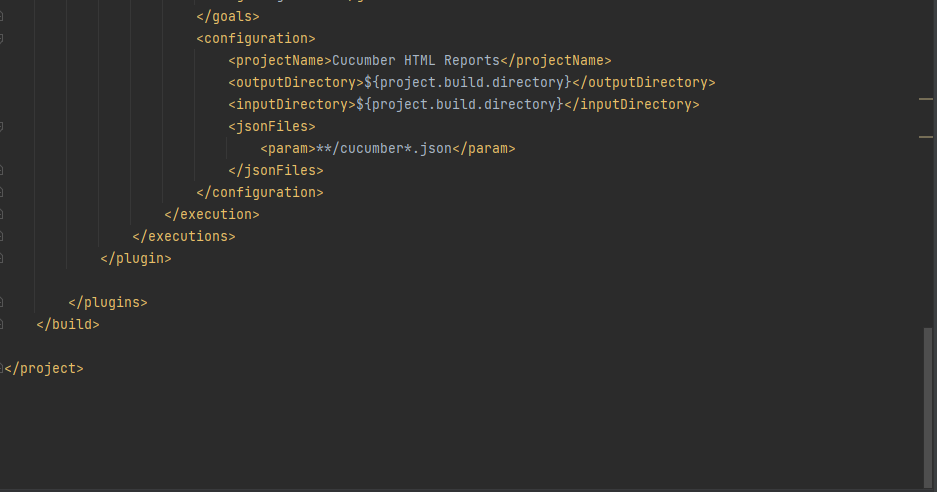 </goals>
<configuration>
<projectName>Cucumber HTML Reports</projectName>
<outputDirectory>${project.build.directory}</outputDirectory>
<inputDirectory>${project.build.directory}</inputDirectory>
<jsonFiles>
<param>**/cucumber*.json</param>
</jsonFiles>
</configuration>
</execution>
</executions>
</plugin>
</plugins>
</build>
</project>